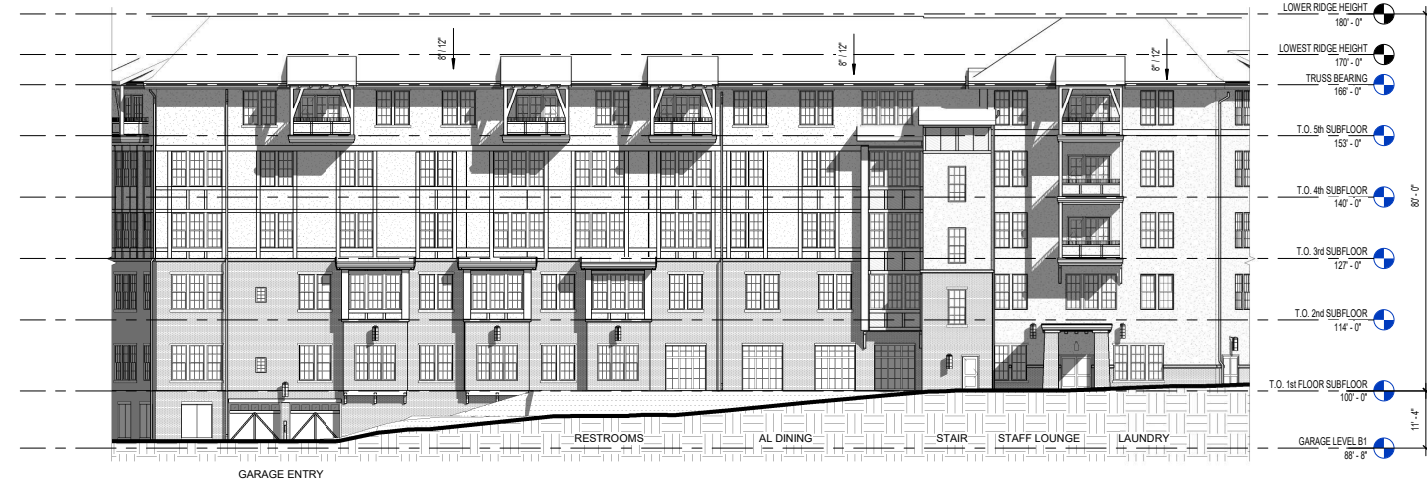 LOWER RIDGE HEIGHT
180' - 0"
LOWEST RIDGE HEIGHT
170' - 0"
8" / 12"
8" / 12"
8" / 12"
TRUSS BEARING
166' - 0"
T.O. 5th SUBFLOOR
153' - 0"
T.O. 4th SUBFLOOR
140' - 0"
80' - 0"
T.O. 3rd SUBFLOOR
127' - 0"
T.O. 2nd SUBFLOOR
114' - 0"
T.O. 1st FLOOR SUBFLOOR
100' - 0"
11' - 4"
RESTROOMS
AL DINING
STAIR
STAFF LOUNGE
LAUNDRY
GARAGE LEVEL B1
88' - 8"
GARAGE ENTRY